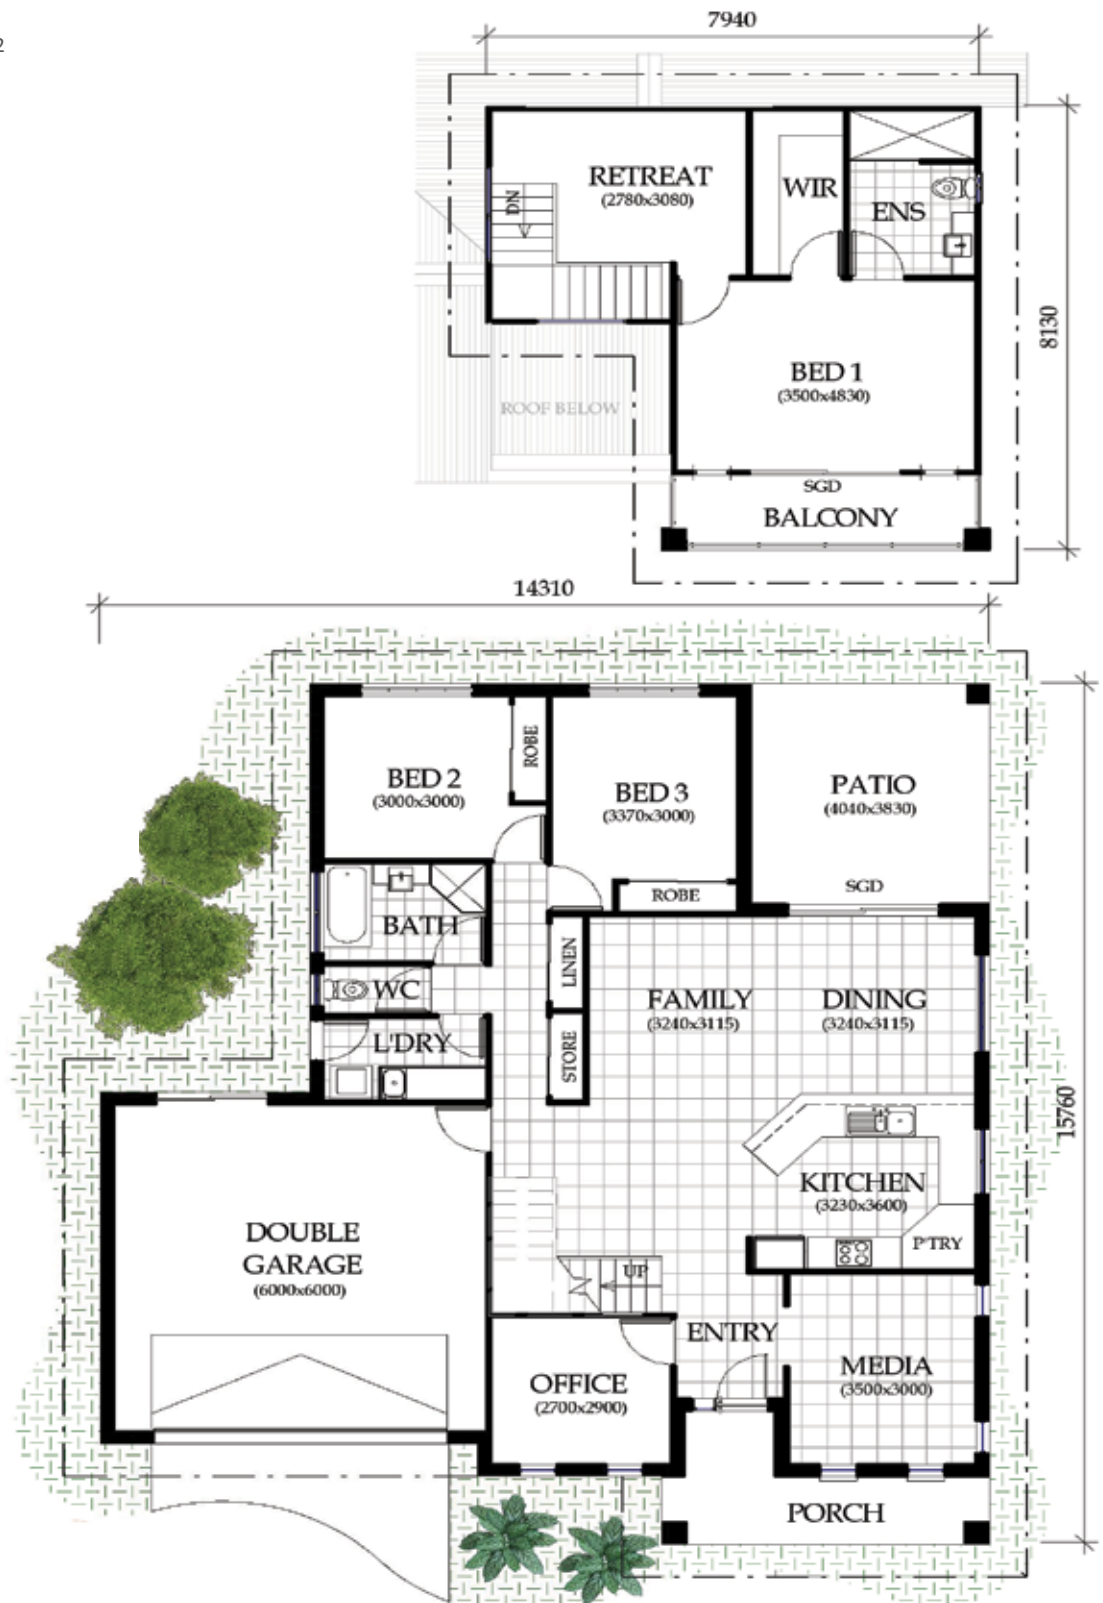 2
7940
RETREAT
(2780x3080)
DN
WIR
ENS
8130
BED 1
(3500x4830)
ROOF BELOW
SGD
BALCONY
14310
ROBE
BED 2
(3000x3000)
BED 3
(3370x3000)
PATIO
(4040x3830)
SGD
ROBE
BATH
LINEN
WC
FAMILY
(3240x3115)
DINING
(3240x3115)
L'DRY
STORE
15760
KITCHEN
(3230x3600)
P'TRY
DOUBLE
GARAGE
(6000x6000)
UP
ENTRY
OFFICE
(2700x2900)
MEDIA
(3500x3000)
PORCH